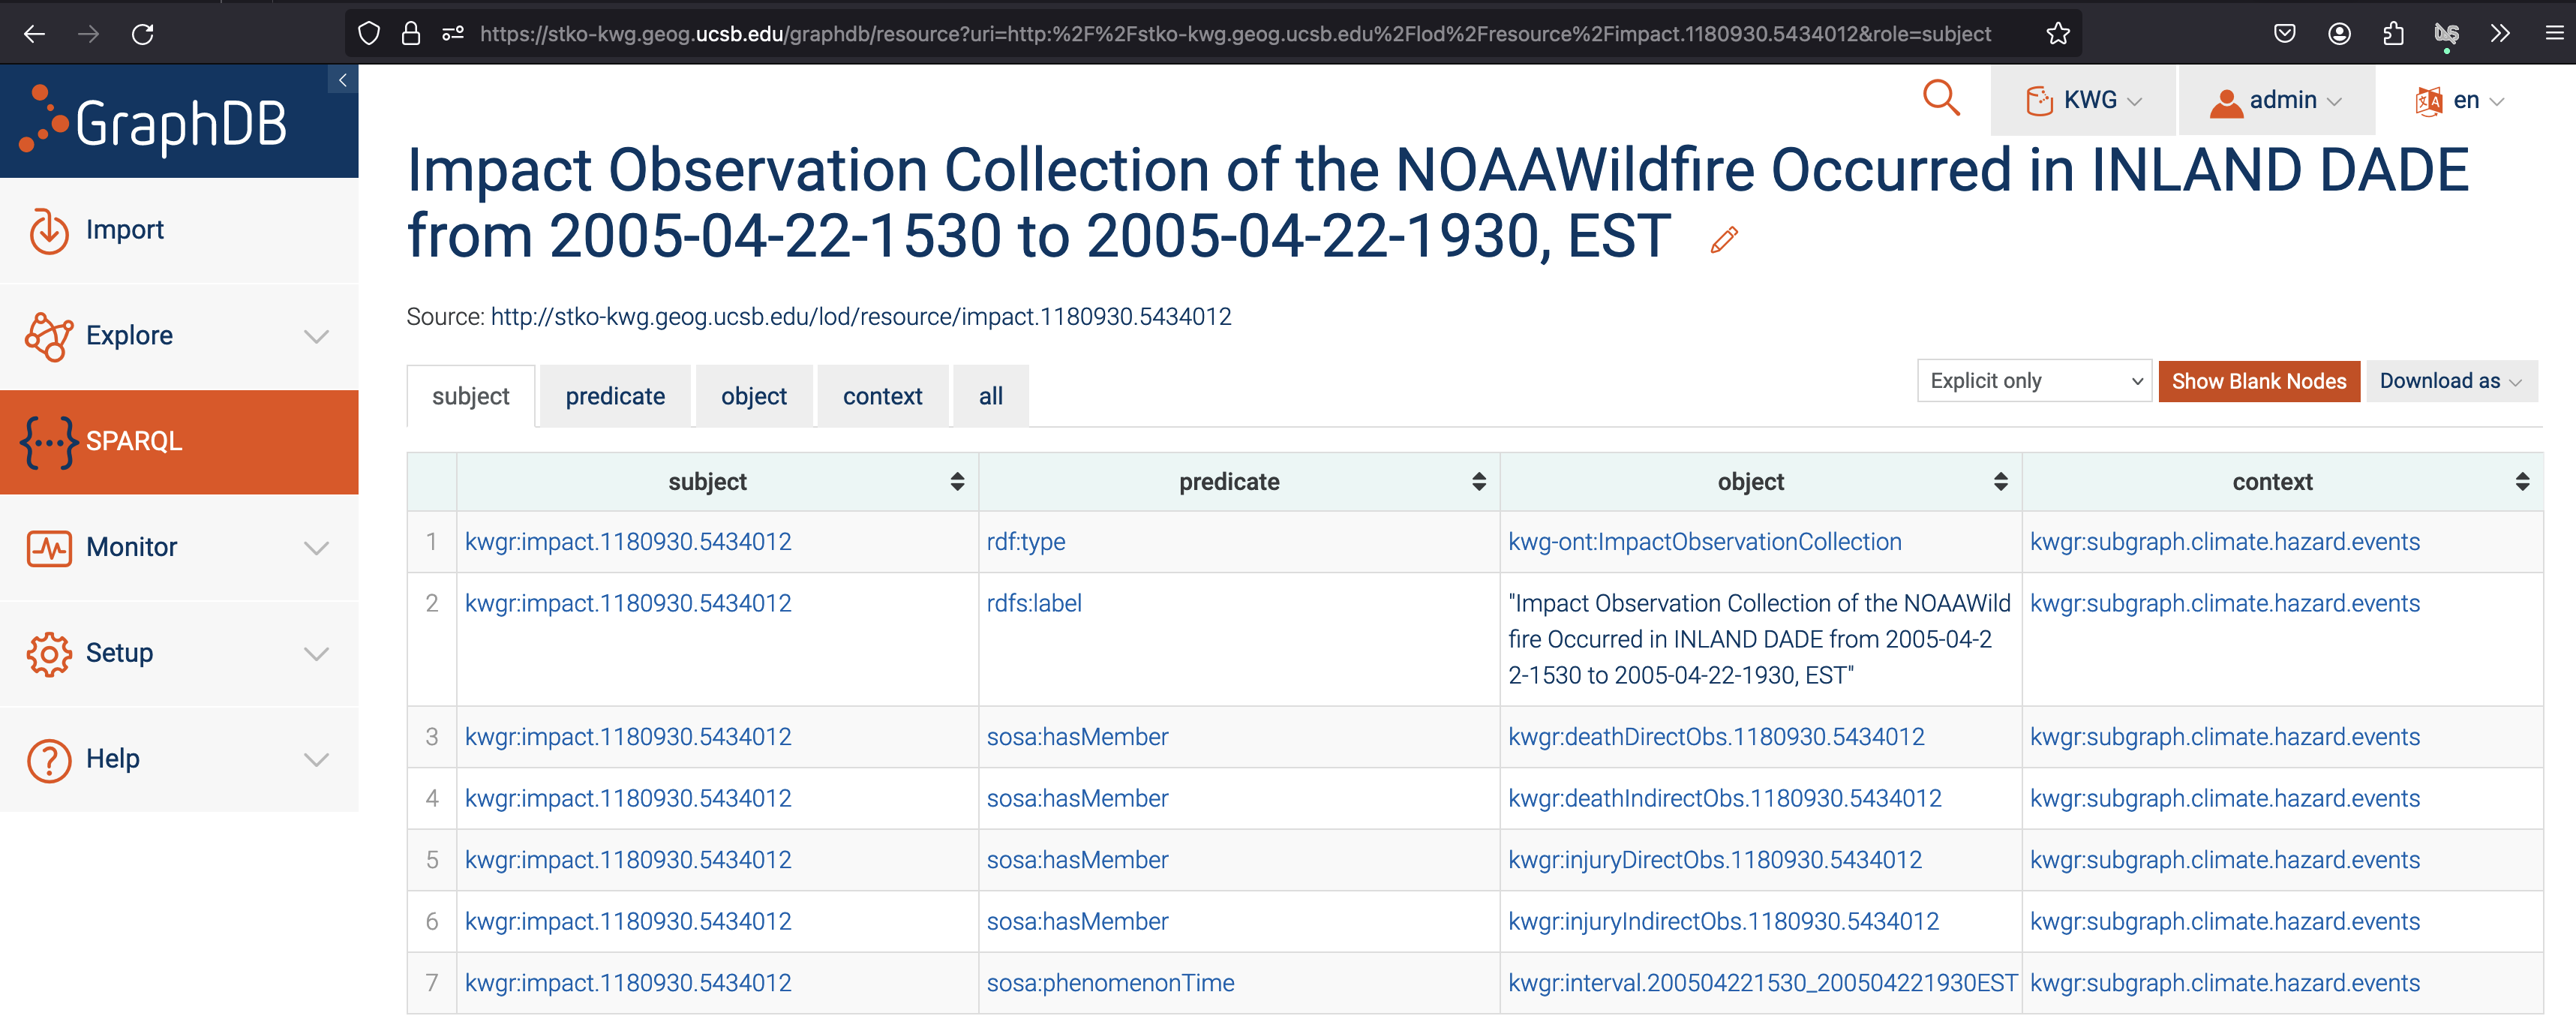 https://stko-kwg.geog.ucsb.edu/graphdb/resource?uri=http:%2F%2Fstko-kwg.geog.ucsb.edu%2Flod%2Fresource%2Fimpact.1180930.5434012&role=subject
GraphDB
KWG
admin
en
Import
Explore
SPARQL
Monitor
Setup
Help
Impact Observation Collection of the NOAAWildfire Occurred in INLAND DADE
from 2005-04-22-1530 to 2005-04-22-1930, EST
Source: http://stko-kwg.geog.ucsb.edu/lod/resource/impact.1180930.5434012
subject predicate object context all
Explicit only Show Blank Nodes Download as
subject predicate object context
1 kwgr:impact.1180930.5434012 rdf:type kwg-ont:ImpactObservationCollection kwgr:subgraph.climate.hazard.events
2 kwgr:impact.1180930.5434012 rdfs:label "Impact Observation Collection of the NOAAWild kwgr:subgraph.climate.hazard.events
fire Occurred in INLAND DADE from 2005-04-2
2-1530 to 2005-04-22-1930, EST"
3 kwgr:impact.1180930.5434012 sosa:hasMember kwgr:deathDirectObs.1180930.5434012 kwgr:subgraph.climate.hazard.events
4 kwgr:impact.1180930.5434012 sosa:hasMember kwgr:deathIndirectObs.1180930.5434012 kwgr:subgraph.climate.hazard.events
5 kwgr:impact.1180930.5434012 sosa:hasMember kwgr:injuryDirectObs.1180930.5434012 kwgr:subgraph.climate.hazard.events
6 kwgr:impact.1180930.5434012 sosa:hasMember kwgr:injuryIndirectObs.1180930.5434012 kwgr:subgraph.climate.hazard.events
7 kwgr:impact.1180930.5434012 sosa:phenomenonTime kwgr:interval.200504221530_200504221930EST kwgr:subgraph.climate.hazard.events